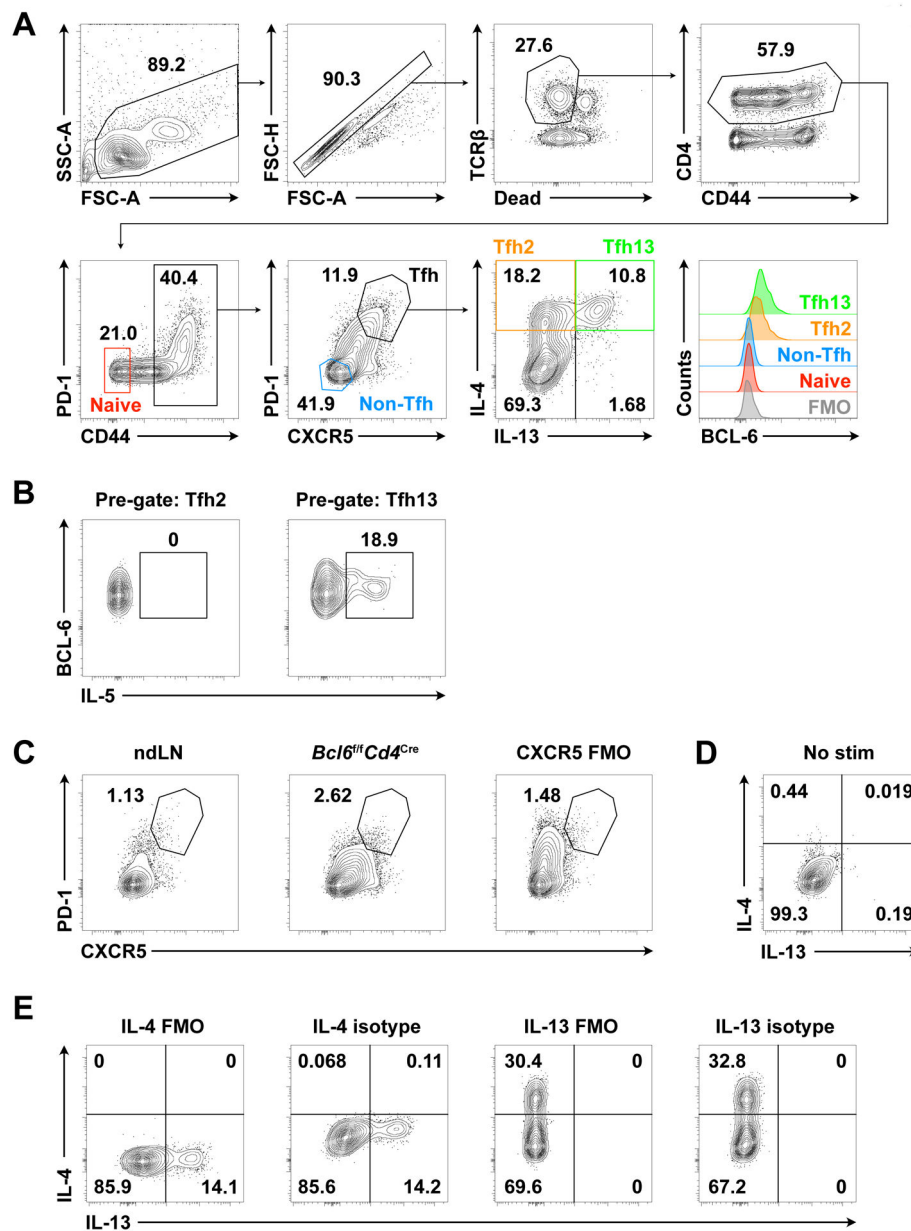 A
SSC-A
89.2
FSC-A
FSC-H
90.3
FSC-A
TCRβ
27.6
Dead
CD4
57.9
CD44
PD-1
21.0
40.4
Naive
CD44
PD-1
11.9
Tfh
41.9
Non-Tfh
CXCR5
Tfh2
Tfh13
IL-4
18.2
10.8
69.3
1.68
IL-13
Counts
Tfh13
Tfh2
Non-Tfh
Naive
FMO
BCL-6
B
Pre-gate: Tfh2
Pre-gate: Tfh13
BCL-6
0
18.9
IL-5
C
ndLN
Bcl6f/fCd4Cre
CXCR5 FMO
PD-1
1.13
2.62
1.48
CXCR5
D
No stim
IL-4
0.44
0.019
99.3
0.19
IL-13
E
IL-4 FMO
IL-4 isotype
IL-13 FMO
IL-13 isotype
IL-4
0
0
85.9
14.1
0.068
0.11
85.6
14.2
30.4
0
69.6
0
32.8
0
67.2
0
IL-13